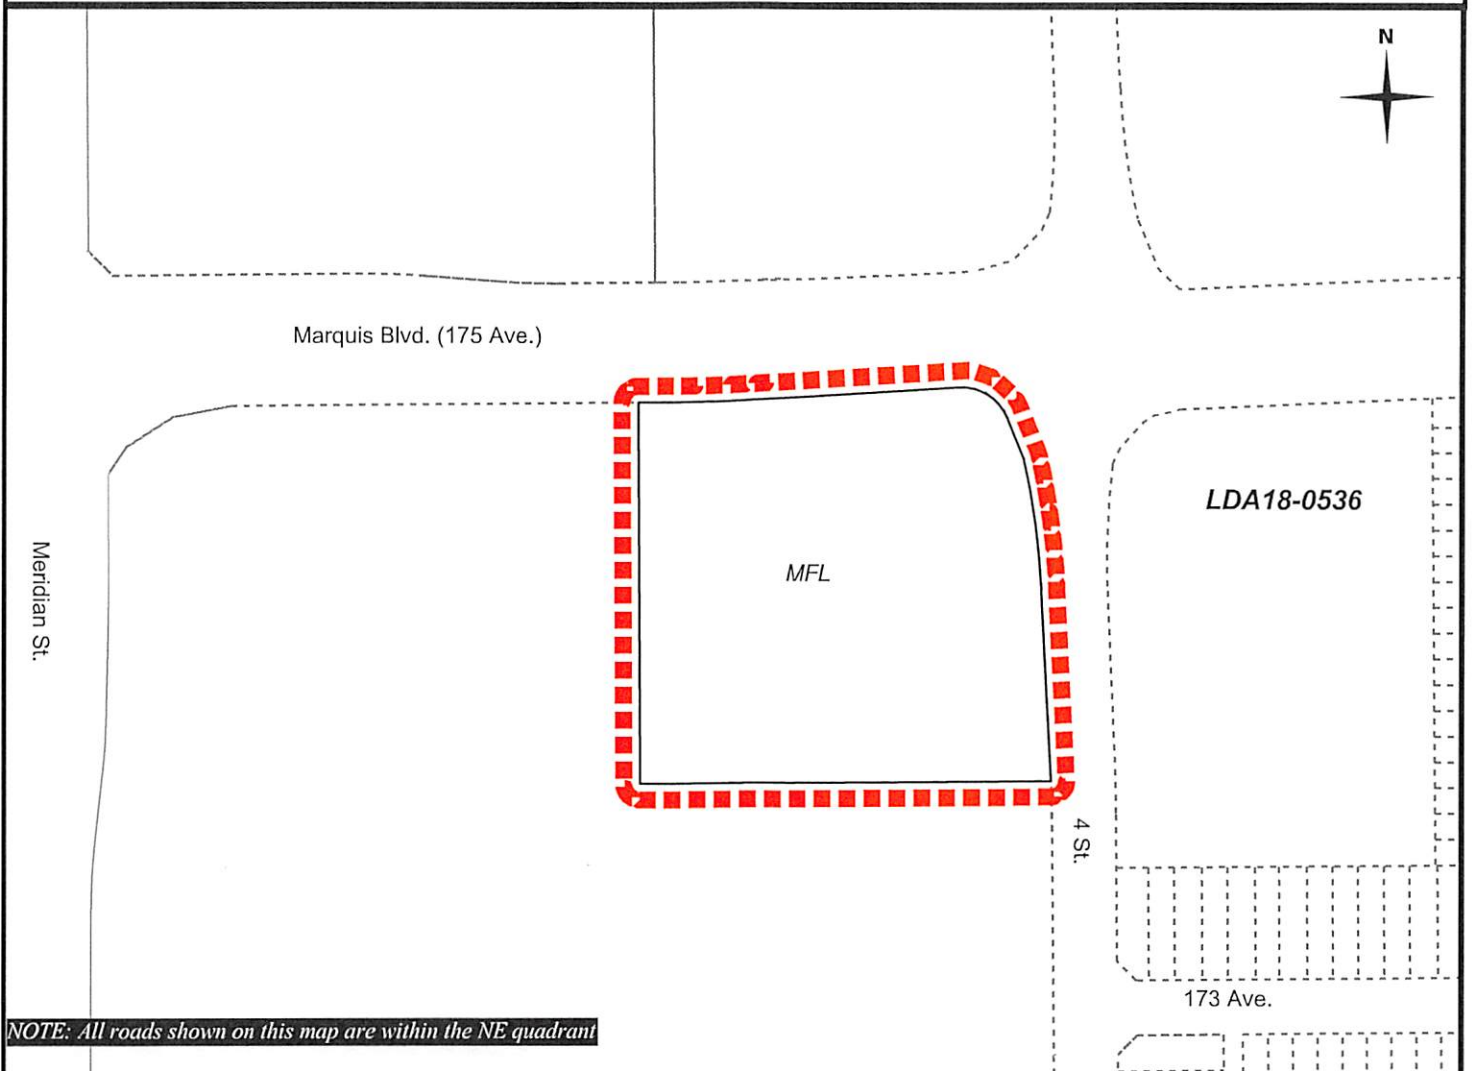 N
Marquis Blvd. (175 Ave.)
LDA18-0536
MFL
Meridian St.
4 St.
173 Ave.
NOTE: All roads shown on this map are within the NE quadrant